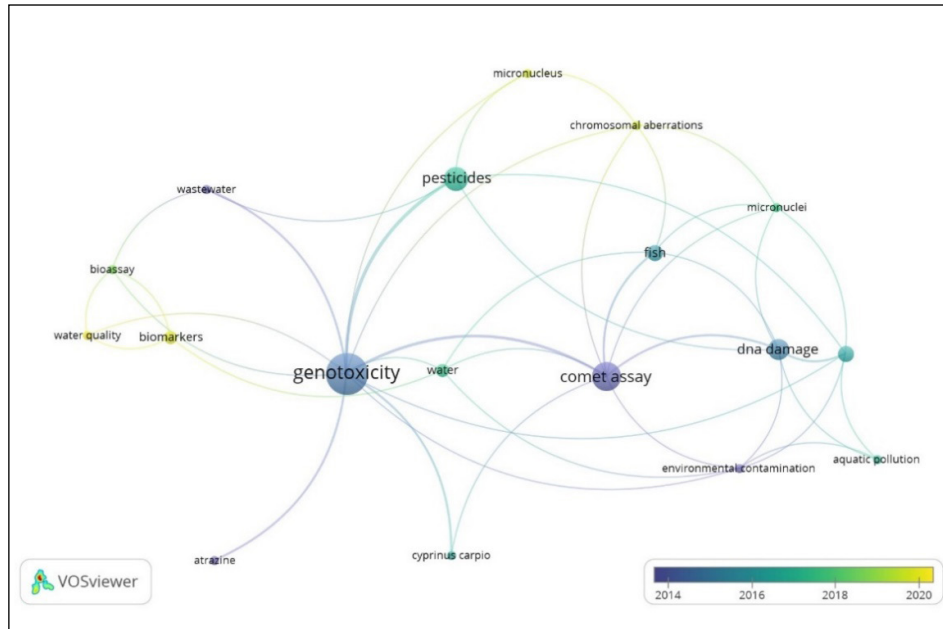 micronucleus
chromosomal aberrations
pesticides
wastewater
micronuclei
fish
bioassay
water quality
biomarkers
dna damage
genotoxicity
water
comet assay
environmental contamination
aquatic pollution
cyprinus carpio
atrazine
VOSviewer
2014 2016 2018 2020